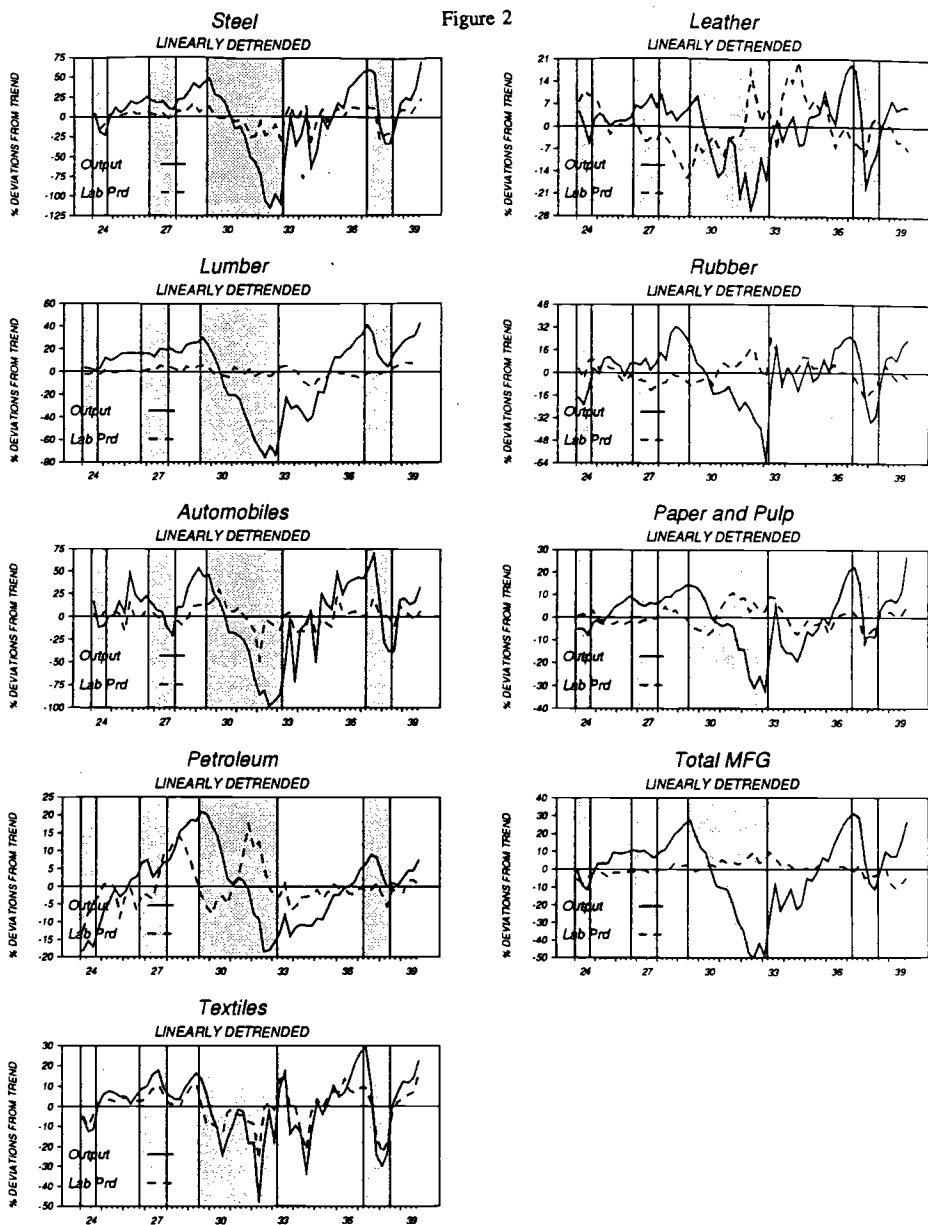 Figure 2
Steel
LINEARLY DETRENDED
% DEVIATIONS FROM TREND
75
50
25
0
-25
-50
-75
-100
-125
Output
Lab Prd
24 27 30 33 36 39
Leather
LINEARLY DETRENDED
% DEVIATIONS FROM TREND
21
14
7
0
-7
-14
-21
-28
Output
Lab Prd
24 27 30 33 36 39
Lumber
LINEARLY DETRENDED
% DEVIATIONS FROM TREND
60
40
20
0
-20
-40
-60
-80
Output
Lab Prd
24 27 30 33 36 39
Rubber
LINEARLY DETRENDED
% DEVIATIONS FROM TREND
48
32
16
0
-16
-32
-48
-64
Output
Lab Prd
24 27 30 33 36 39
Automobiles
LINEARLY DETRENDED
% DEVIATIONS FROM TREND
75
50
25
0
-25
-50
-75
-100
Output
Lab Prd
24 27 30 33 36 39
Paper and Pulp
LINEARLY DETRENDED
% DEVIATIONS FROM TREND
30
20
10
0
-10
-20
-30
-40
Output
Lab Prd
24 27 30 33 36 39
Petroleum
LINEARLY DETRENDED
% DEVIATIONS FROM TREND
25
20
15
10
5
0
-5
-10
-15
-20
Output
Lab Prd
24 27 30 33 36 39
Total MFG
LINEARLY DETRENDED
% DEVIATIONS FROM TREND
40
30
20
10
0
-10
-20
-30
-40
-50
Output
Lab Prd
24 27 30 33 36 39
Textiles
LINEARLY DETRENDED
% DEVIATIONS FROM TREND
30
20
10
0
-10
-20
-30
-40
-50
Output
Lab Prd
24 27 30 33 36 39